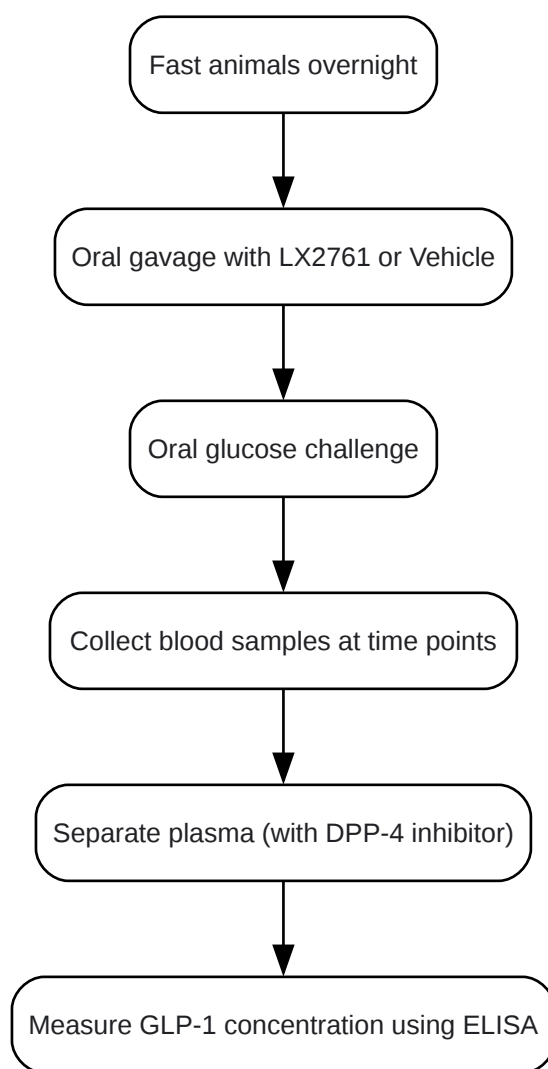 Fast animals overnight
Oral gavage with LX2761 or Vehicle
Oral glucose challenge
Collect blood samples at time points
Separate plasma (with DPP-4 inhibitor)
Measure GLP-1 concentration using ELISA